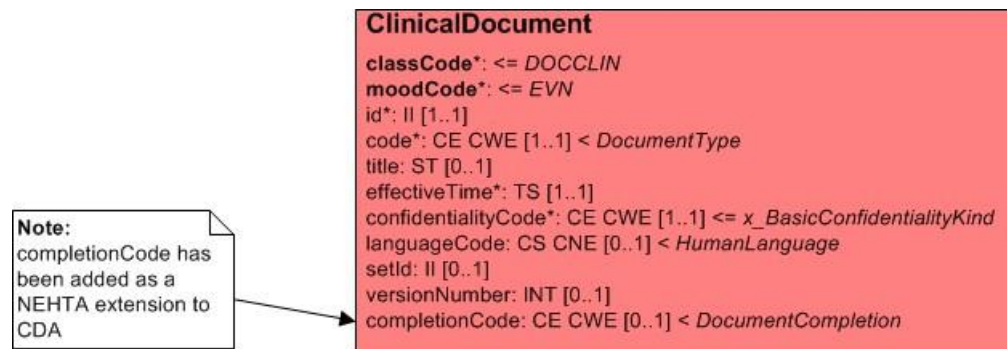 ClinicalDocument
classCode*: <= DOCCLIN
moodCode*: <= EVN
id*: II [1..1]
code*: CE CWE [1..1] < DocumentType
title: ST [0..1]
effectiveTime*: TS [1..1]
confidentialityCode*: CE CWE [1..1] <= x_BasicConfidentialityKind
languageCode: CS CNE [0..1] < HumanLanguage
setId: II [0..1]
versionNumber: INT [0..1]
completionCode: CE CWE [0..1] < DocumentCompletion
Note:
completionCode has
been added as a
NEHTA extension to
CDA